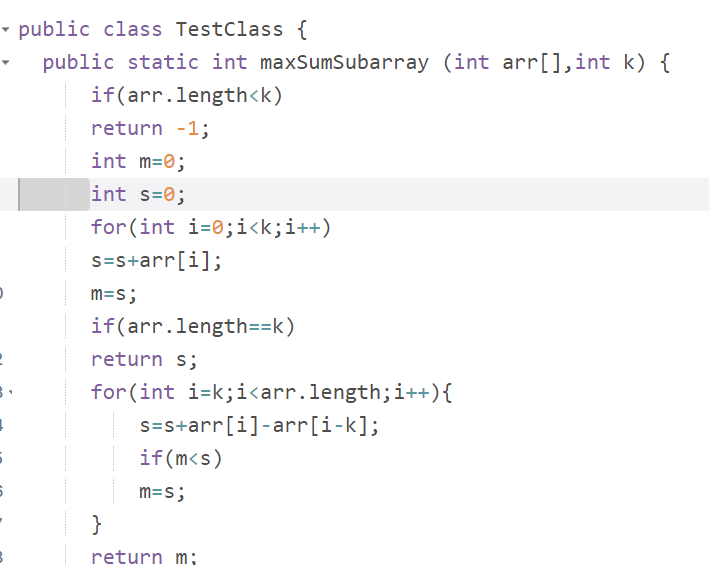 public class TestClass {
public static int maxSumSubarray (int arr[],int k) {
if(arr.length<k)
return -1;
int m=0;
int s=0;
for(int i=0;i<k;i++)
s=s+arr[i];
m=s;
if(arr.length==k)
return s;
for(int i=k;i<arr.length;i++){
s=s+arr[i]-arr[i-k];
if(m<s)
m=s;
}
return m;